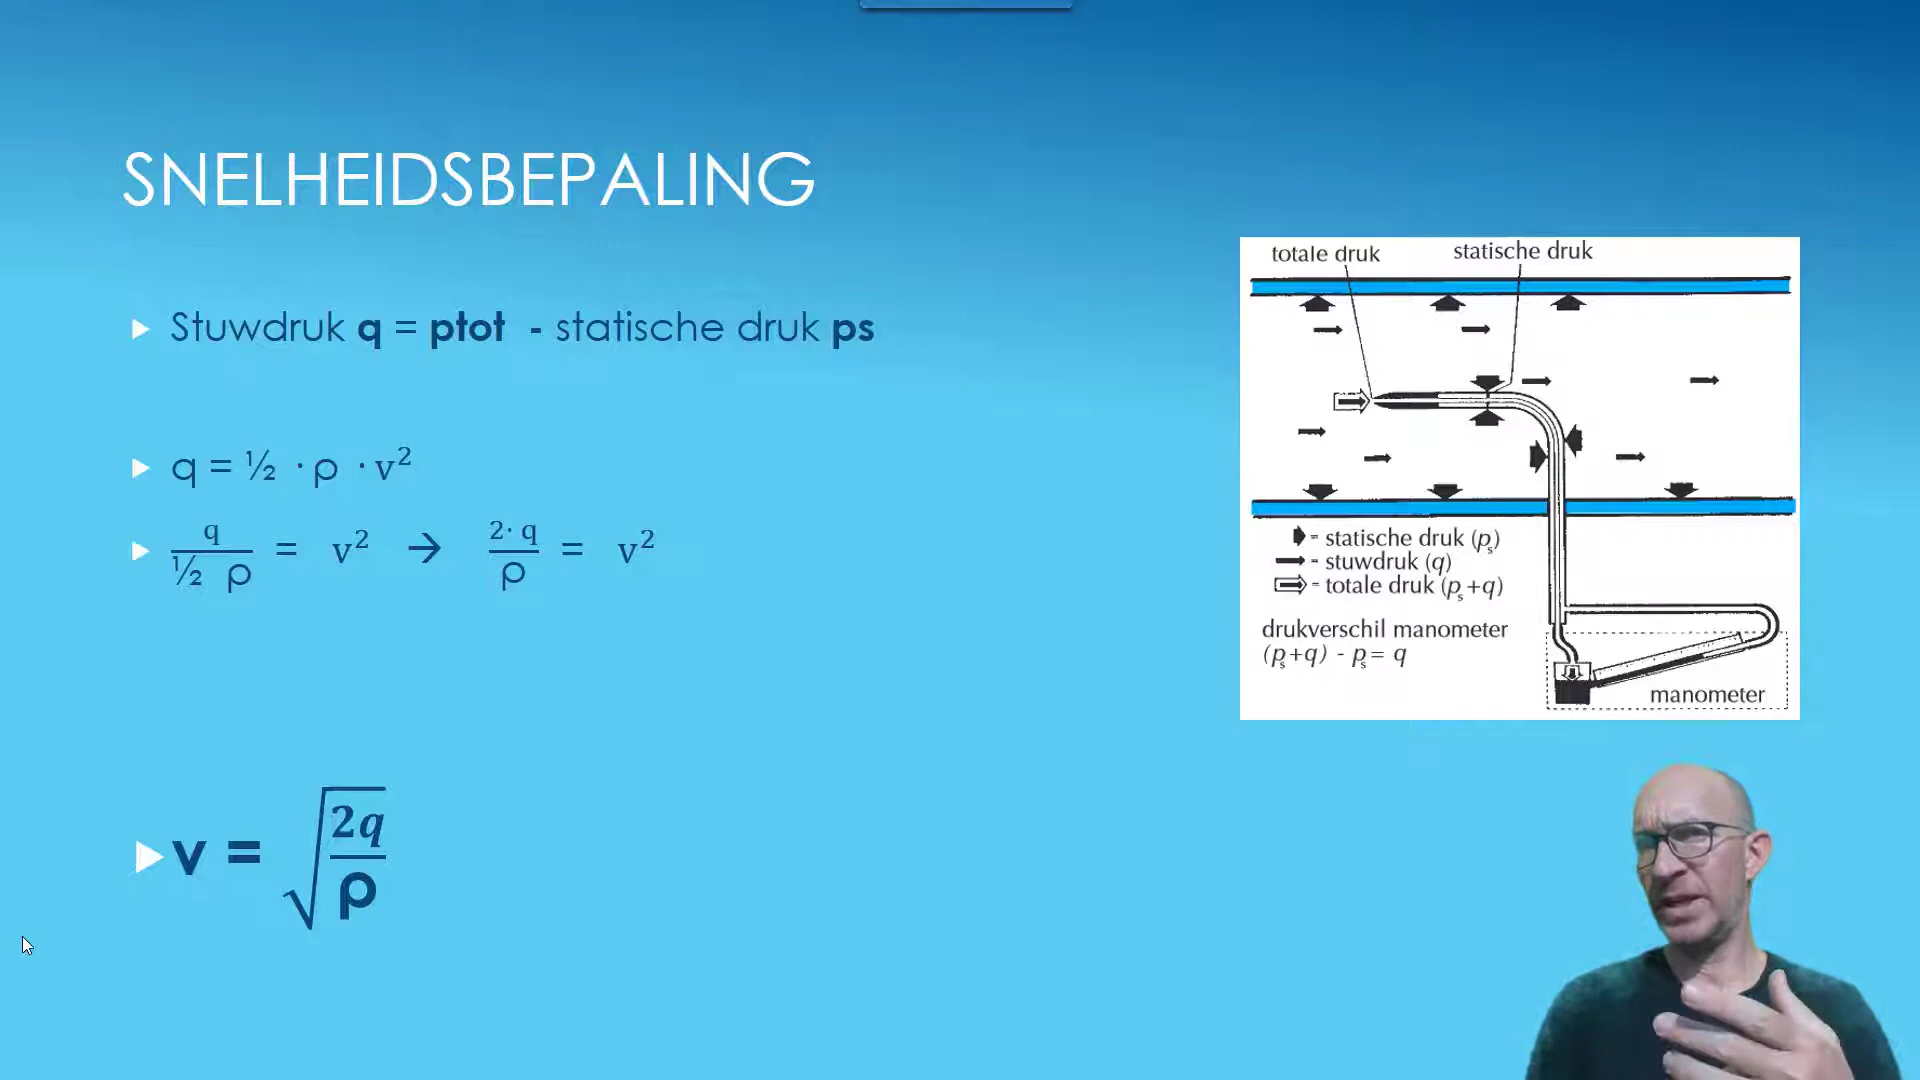 SNELHEIDSBEPALING
Stuwdruk q = ptot - statische druk ps
q = ½ · ρ · v²
q / ½ ρ = v² → 2· q / ρ = v²
v = √(2q / ρ)
totale druk
statische druk
= statische druk (pₛ)
= stuwdruk (q)
= totale druk (pₛ+q)
drukverschil manometer
(pₛ+q) - pₛ= q
manometer